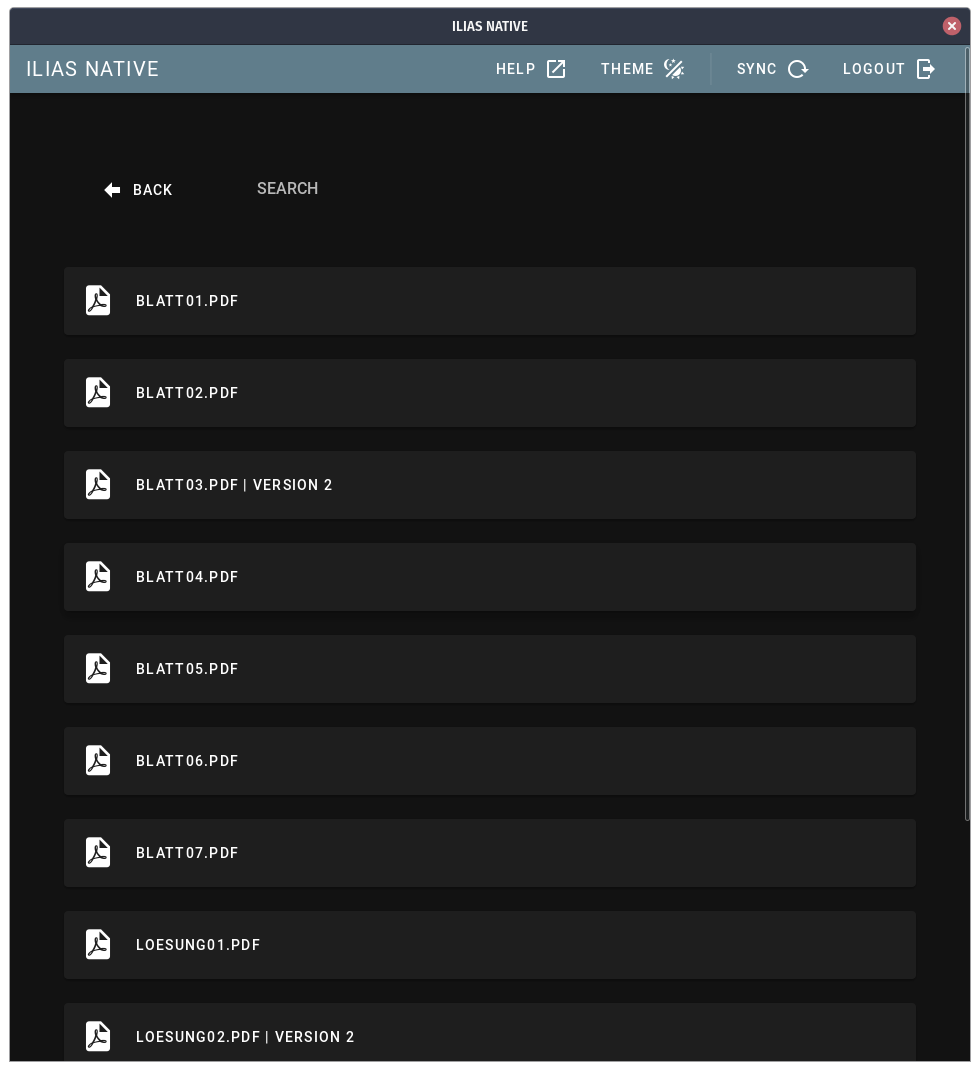 ILIAS NATIVE
ILIAS NATIVE HELP THEME SYNC LOGOUT
BACK SEARCH
BLATT01.PDF
BLATT02.PDF
BLATT03.PDF | VERSION 2
BLATT04.PDF
BLATT05.PDF
BLATT06.PDF
BLATT07.PDF
LOESUNG01.PDF
LOESUNG02.PDF | VERSION 2